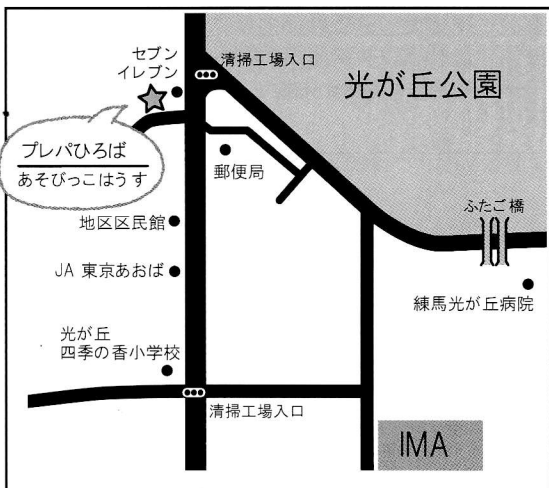 セブン
イレブン
清掃工場入口
光が丘公園
プレパひろば
あそびっこはうす
郵便局
ふたご橋
地区区民館
JA 東京あおば
練馬光が丘病院
光が丘
四季の香小学校
清掃工場入口
IMA